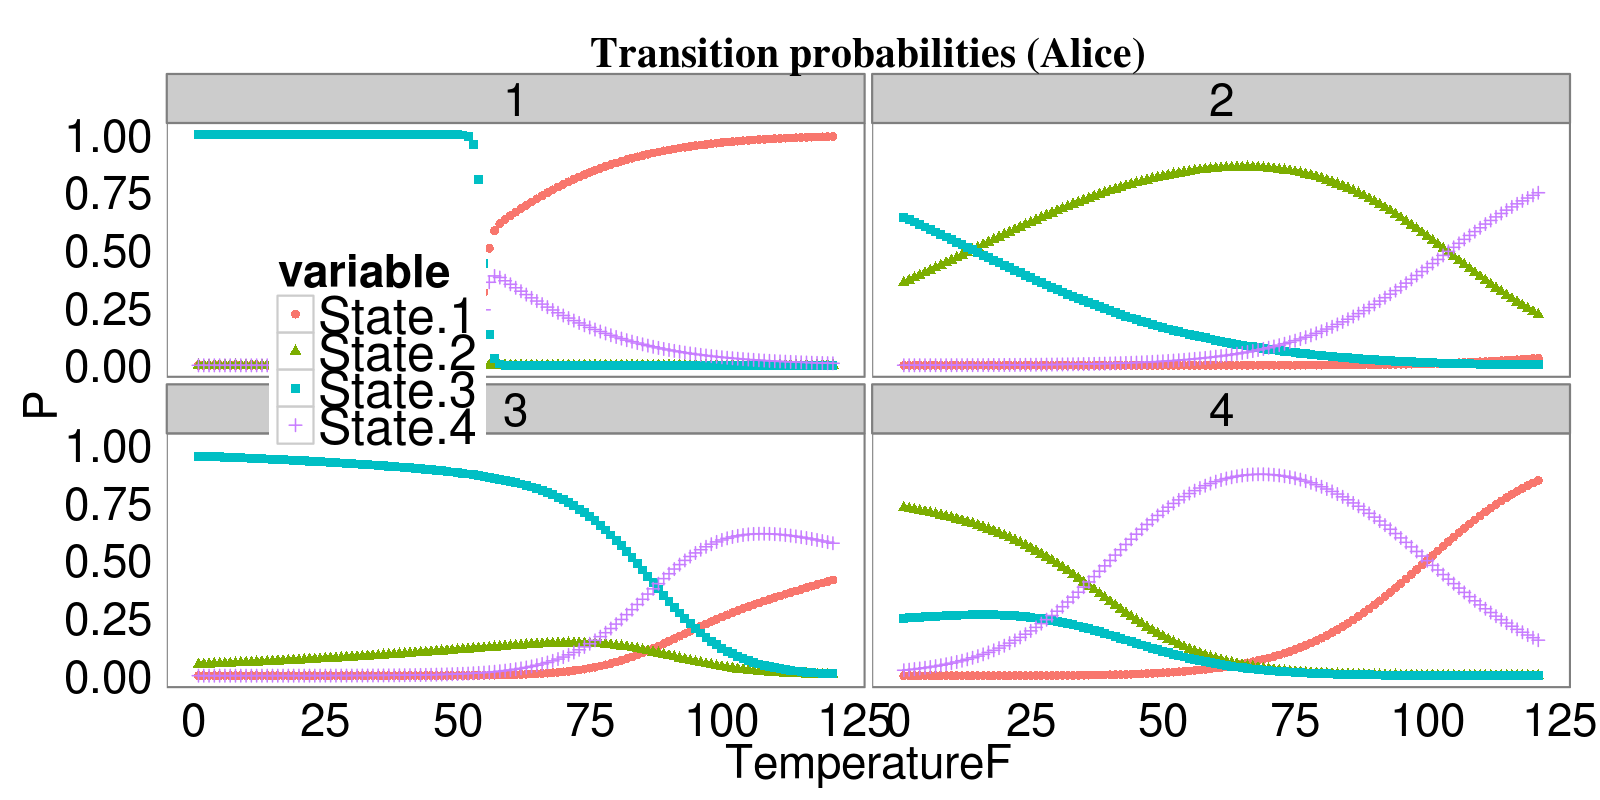 Transition probabilities (Alice)
1
2
1.00
0.75
0.50
0.25
0.00
variable
State.1
State.2
State.3
State.4
P
3
4
1.00
0.75
0.50
0.25
0.00
0 25 50 75 100 125
0 25 50 75 100 125
TemperatureF